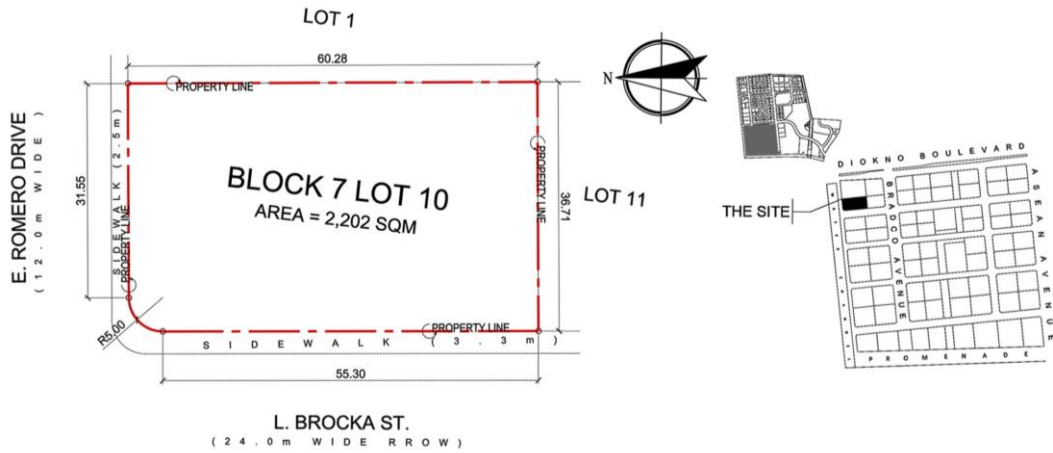 LOT 1
60.28
PROPERTY LINE
N
E. ROMERO DRIVE
(12.0m WIDE)
SIDEWALK (2.5m)
31.55
PROPERTY LINE
BLOCK 7 LOT 10
AREA = 2,202 SQM
PROPERTY LINE
36.71
LOT 11
R5.00
PROPERTY LINE
SIDEWALK (3.3m)
55.30
L. BROCKA ST.
(24.0m WIDE RROW)
DIOKNO BOULEVARD
THE SITE
BRADCO AVENUE
ASEAN AVENUE
PROMENADE